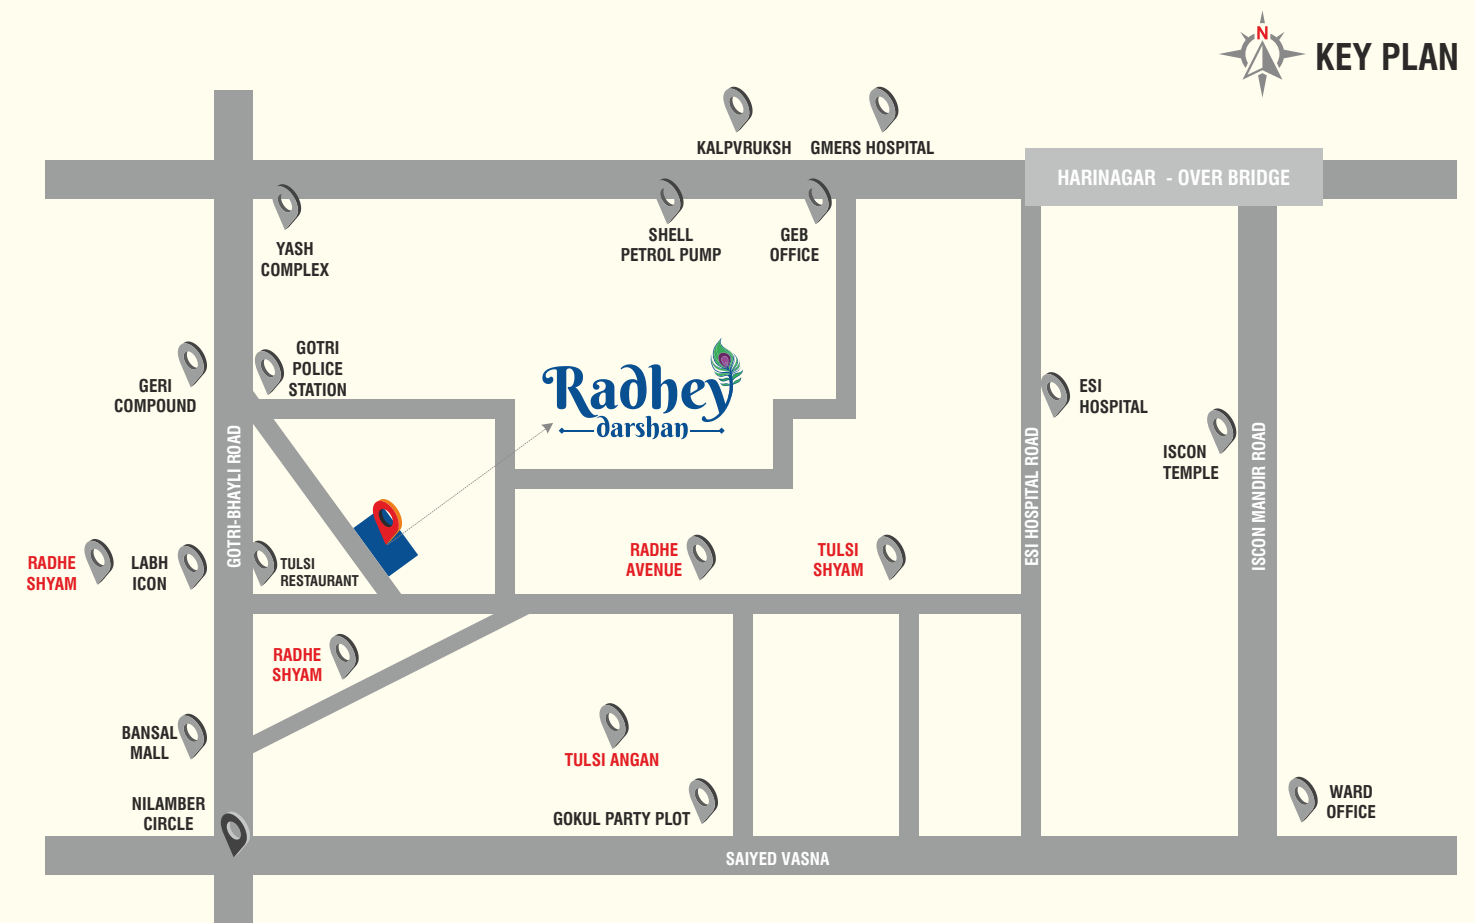 N
KEY PLAN
KALPVRUKSH
GMERS HOSPITAL
HARINAGAR - OVER BRIDGE
YASH
COMPLEX
SHELL
PETROL PUMP
GEB
OFFICE
GOTRI
POLICE
STATION
GERI
COMPOUND
Radhey
darshan
ESI
HOSPITAL
ISCON
TEMPLE
GOTRI-BHAYLI ROAD
ESI HOSPITAL ROAD
ISCON MANDIR ROAD
RADHE
SHYAM
LABH
ICON
TULSI
RESTAURANT
RADHE
AVENUE
TULSI
SHYAM
RADHE
SHYAM
BANSAL
MALL
TULSI ANGAN
NILAMBER
CIRCLE
GOKUL PARTY PLOT
WARD
OFFICE
SAIYED VASNA